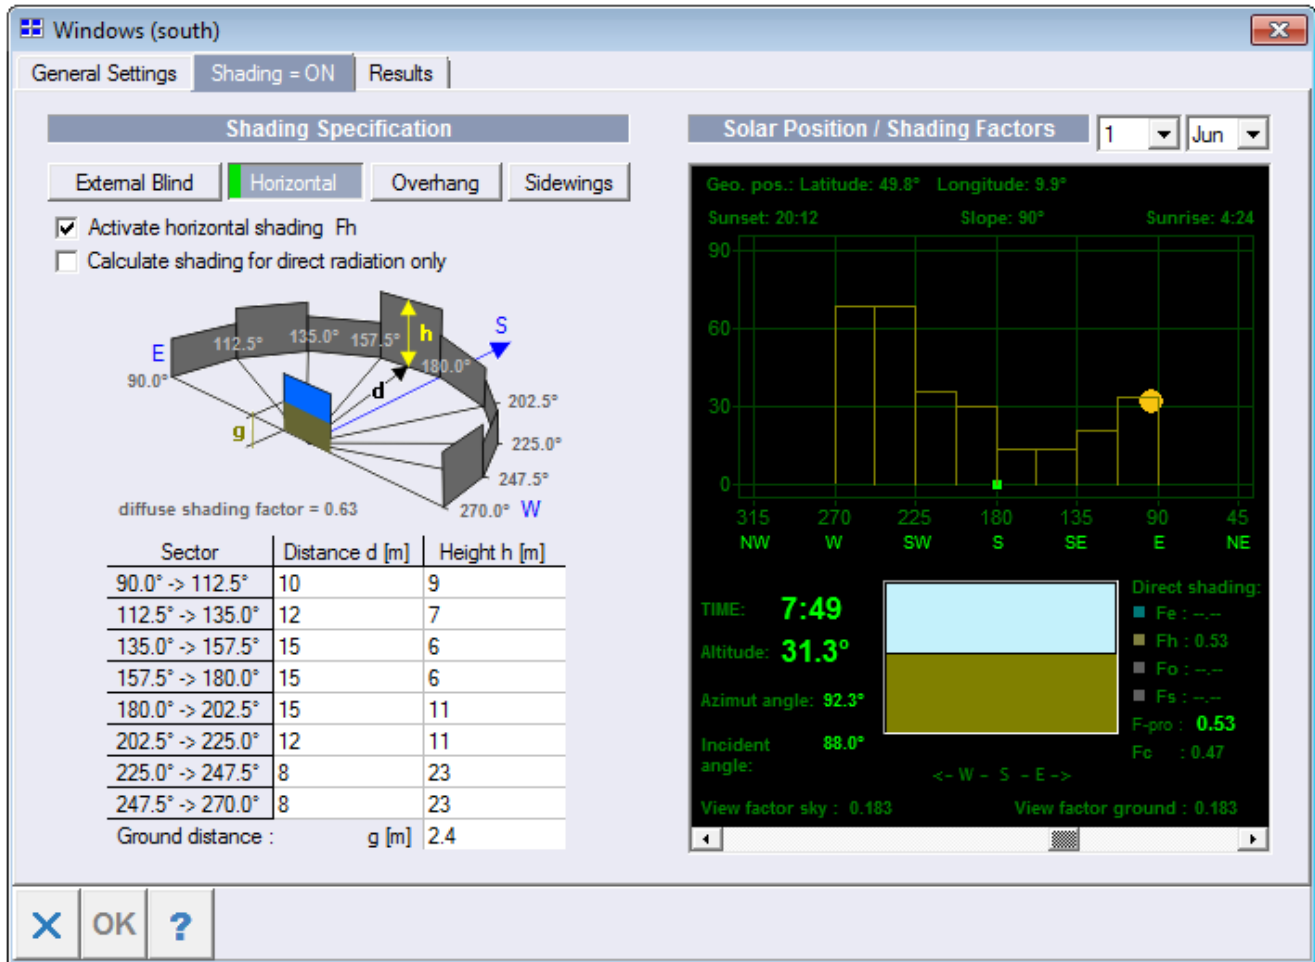 Windows (south)
General Settings Shading = ON Results
Shading Specification
External Blind Horizontal Overhang Sidewings
Activate horizontal shading Fh
Calculate shading for direct radiation only
E
90.0°
112.5°
135.0°
157.5°
h
180.0°
S
d
g
202.5°
225.0°
247.5°
270.0° W
diffuse shading factor = 0.63
Sector Distance d [m] Height h [m]
90.0° -> 112.5° 10 9
112.5° -> 135.0° 12 7
135.0° -> 157.5° 15 6
157.5° -> 180.0° 15 6
180.0° -> 202.5° 15 11
202.5° -> 225.0° 12 11
225.0° -> 247.5° 8 23
247.5° -> 270.0° 8 23
Ground distance : g [m] 2.4
Solar Position / Shading Factors 1 Jun
Geo. pos.: Latitude: 49.8° Longitude: 9.9°
Sunset: 20:12 Slope: 90° Sunrise: 4:24
90
60
30
0
315 270 225 180 135 90 45
NW W SW S SE E NE
TIME: 7:49
Altitude: 31.3°
Azimut angle: 92.3°
Incident angle: 88.0°
<- W - S - E ->
Direct shading:
Fe : --.--
Fh : 0.53
Fo : --.--
Fs : --.--
F-pro : 0.53
Fc : 0.47
View factor sky : 0.183 View factor ground : 0.183
OK ?